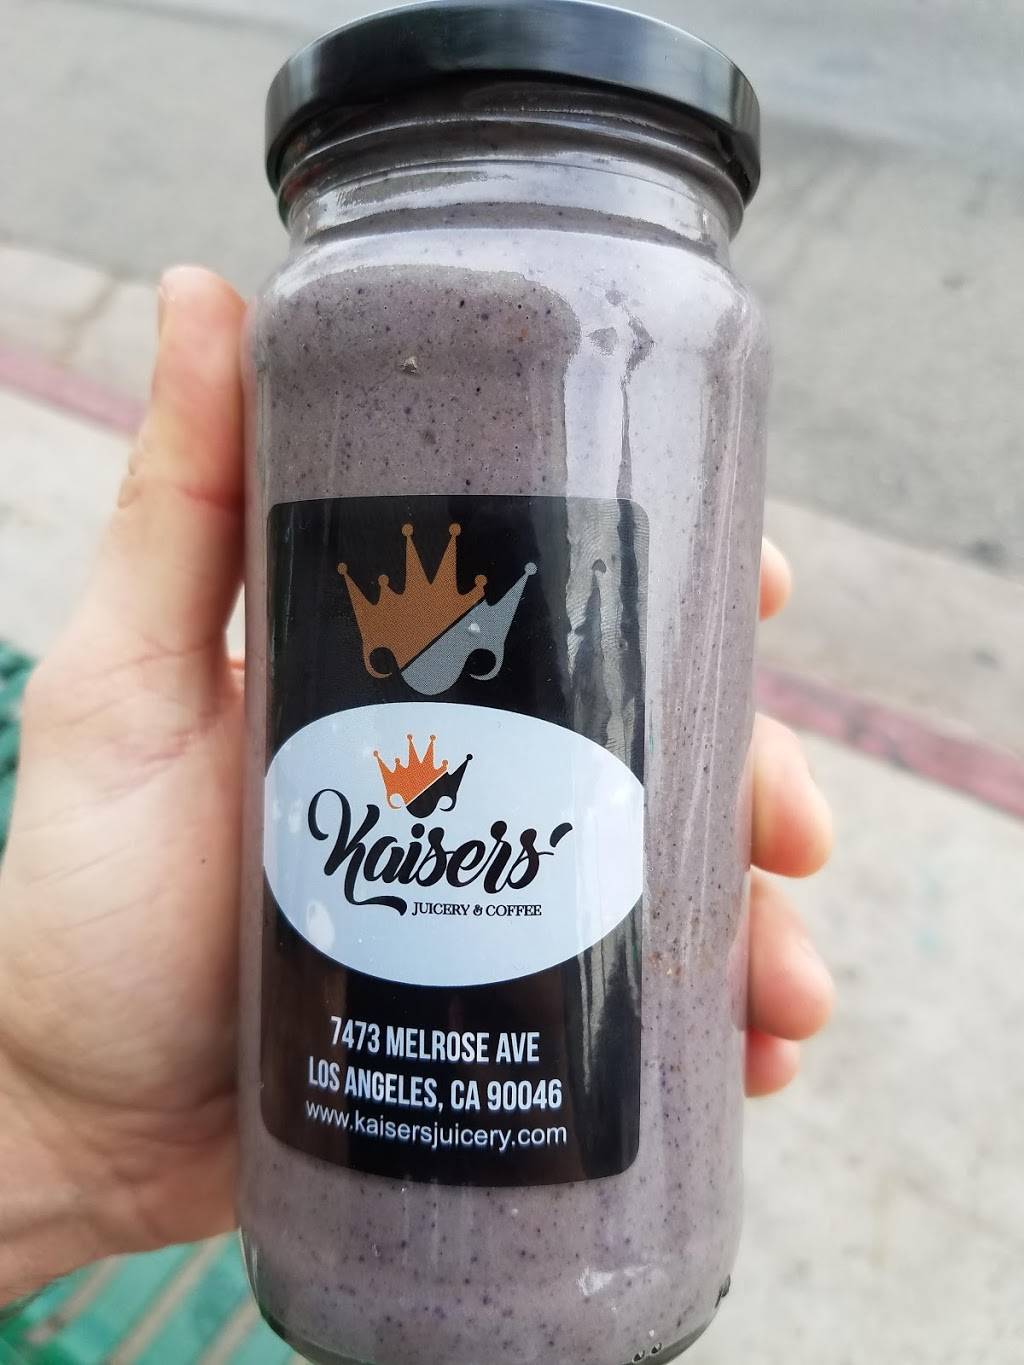 Kaisers'
JUICERY & COFFEE
7473 MELROSE AVE
LOS ANGELES, CA 90046
www.kaisersjuicery.com